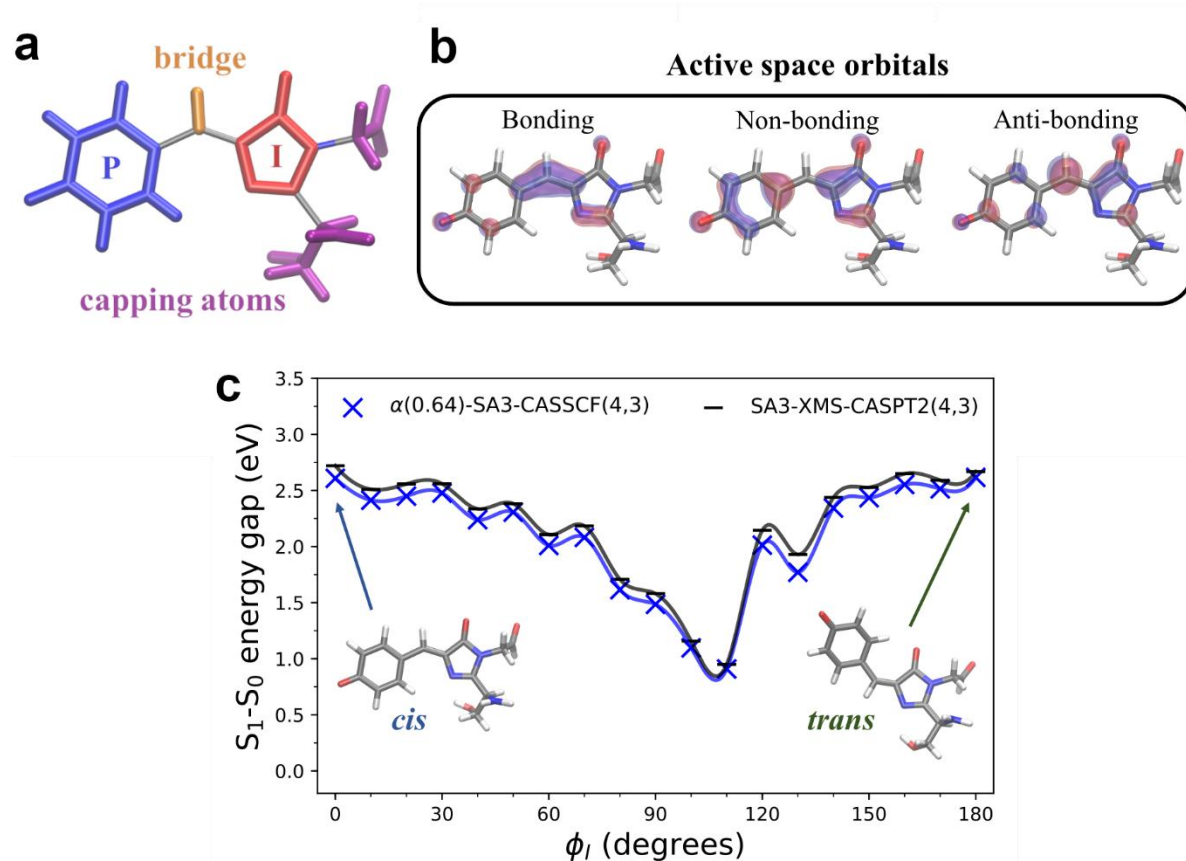 a
bridge
P
I
capping atoms
b
Active space orbitals
Bonding Non-bonding Anti-bonding
c
α(0.64)-SA3-CASSCF(4,3) SA3-XMS-CASPT2(4,3)
S₁-S₀ energy gap (eV)
3.5
3.0
2.5
2.0
1.5
1.0
0.5
0.0
cis
trans
0 30 60 90 120 150 180
ϕ_I (degrees)